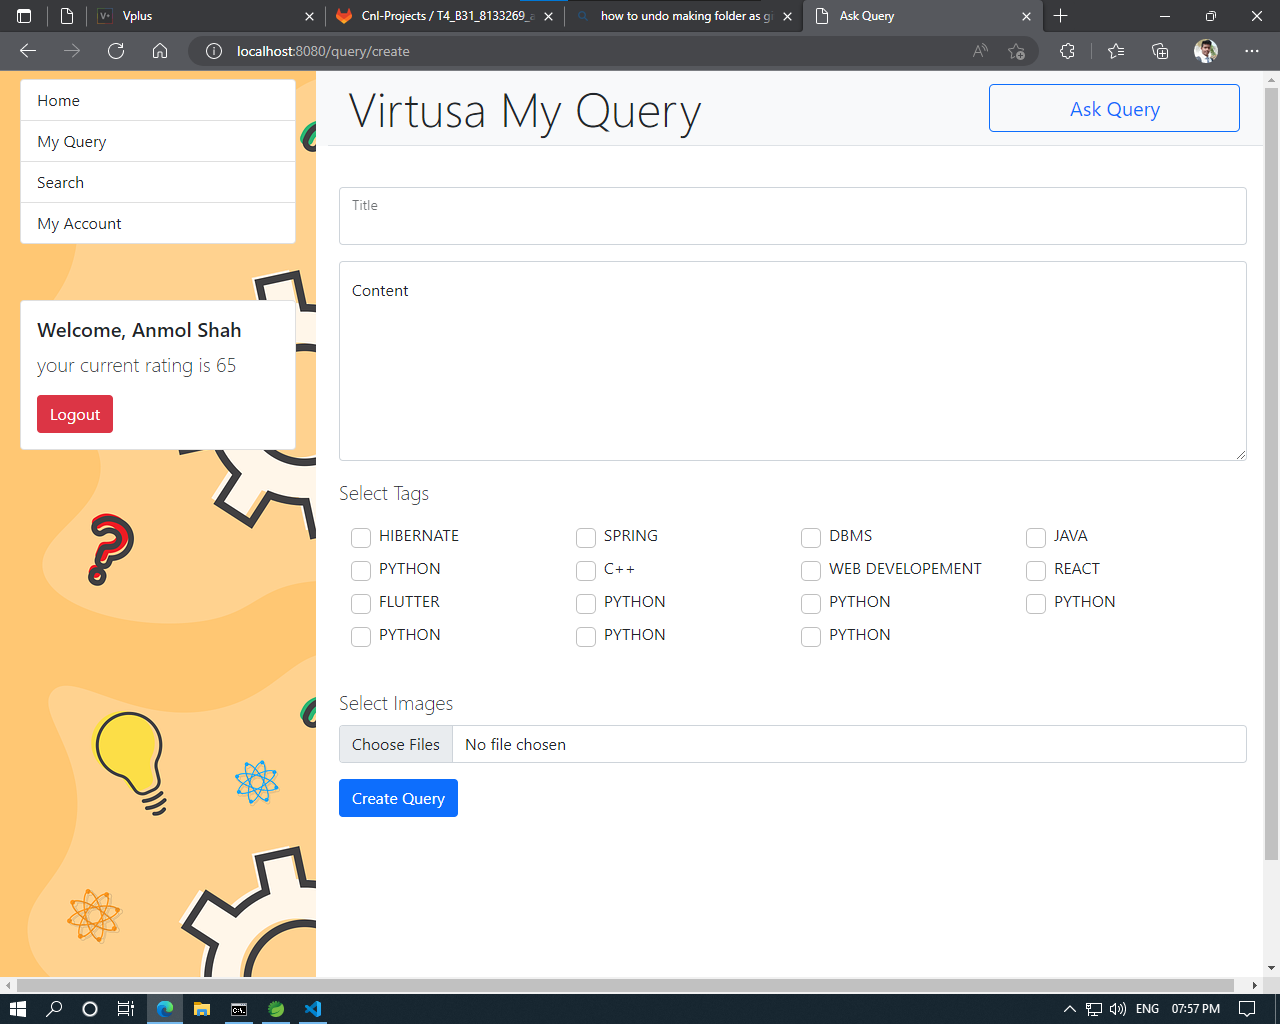 Vplus
Cnl-Projects / T4_B31_8133269_a
how to undo making folder as gi
Ask Query
localhost:8080/query/create
Home
My Query
Search
My Account
Virtusa My Query
Ask Query
Welcome, Anmol Shah
your current rating is 65
Logout
Title
Content
Select Tags
HIBERNATE SPRING DBMS JAVA
PYTHON C++ WEB DEVELOPEMENT REACT
FLUTTER PYTHON PYTHON PYTHON
PYTHON PYTHON PYTHON
Select Images
Choose Files No file chosen
Create Query
ENG 07:57 PM